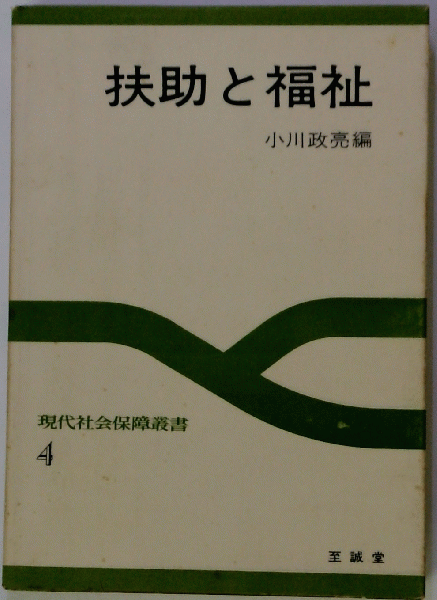 扶助と福祉
小川政亮編
現代社会保障叢書
4
至誠堂